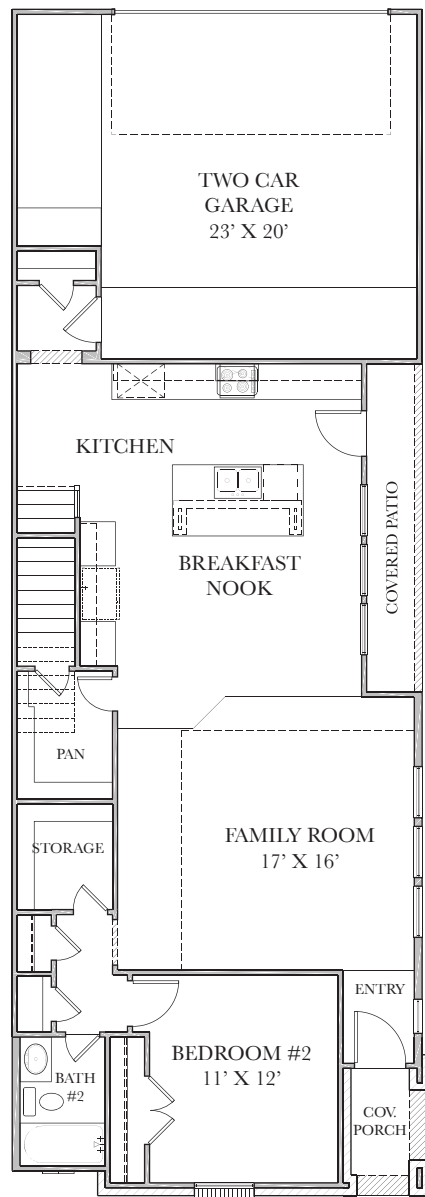 TWO CAR
GARAGE
23' X 20'
KITCHEN
COVERED PATIO
BREAKFAST
NOOK
PAN
STORAGE
FAMILY ROOM
17' X 16'
ENTRY
BEDROOM #2
11' X 12'
BATH
#2
COV.
PORCH